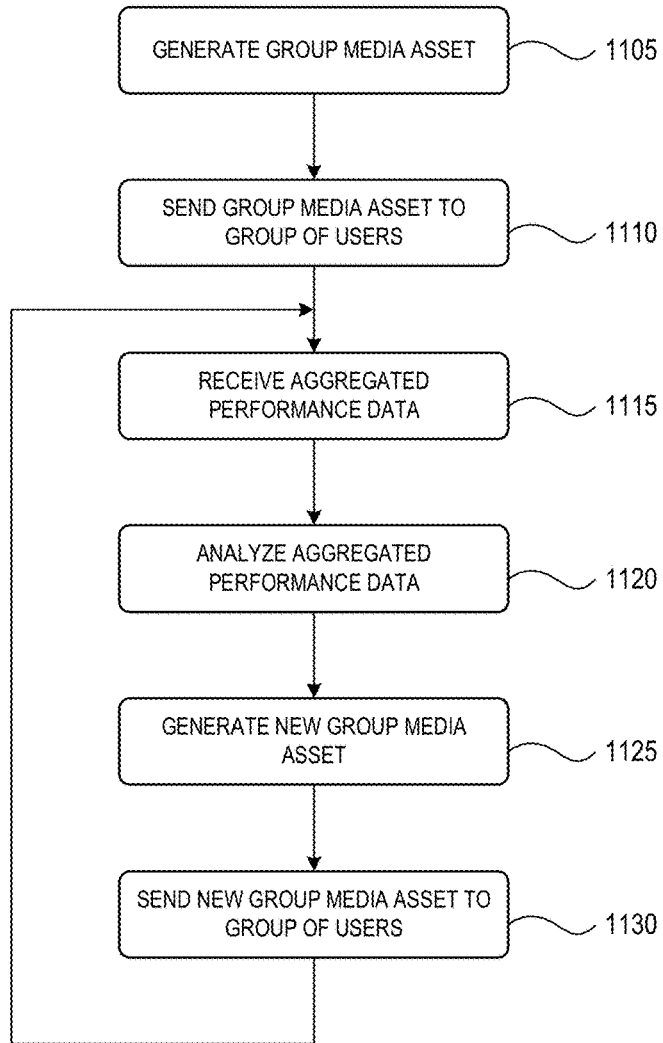 GENERATE GROUP MEDIA ASSET
1105
SEND GROUP MEDIA ASSET TO
GROUP OF USERS
1110
RECEIVE AGGREGATED
PERFORMANCE DATA
1115
ANALYZE AGGREGATED
PERFORMANCE DATA
1120
GENERATE NEW GROUP MEDIA
ASSET
1125
SEND NEW GROUP MEDIA ASSET TO
GROUP OF USERS
1130